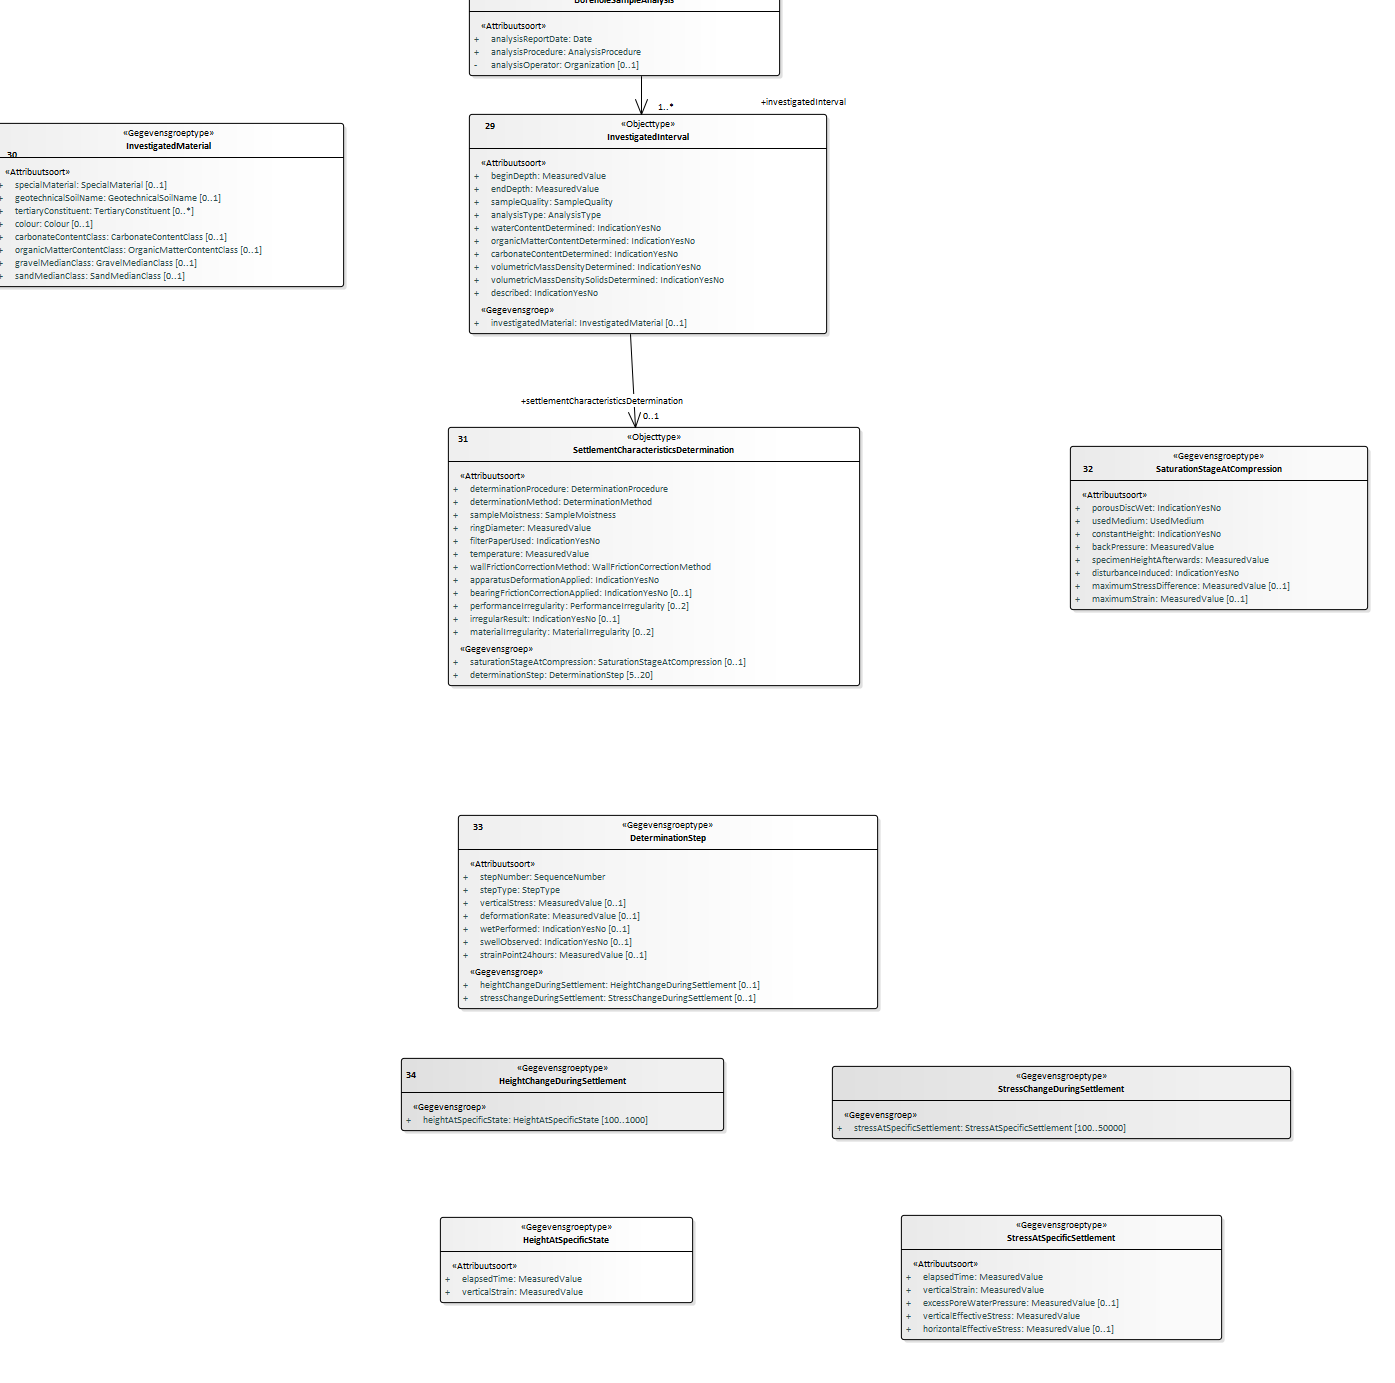 BoreholeSampleAnalysis
«Attribuutsoort»
+ analysisReportDate: Date
+ analysisProcedure: AnalysisProcedure
- analysisOperator: Organization [0..1]
1..*
+investigatedInterval
«Gegevensgroeptype»
InvestigatedMaterial
30
«Attribuutsoort»
+ specialMaterial: SpecialMaterial [0..1]
+ geotechnicalSoilName: GeotechnicalSoilName [0..1]
+ tertiaryConstituent: TertiaryConstituent [0..*]
+ colour: Colour [0..1]
+ carbonateContentClass: CarbonateContentClass [0..1]
+ organicMatterContentClass: OrganicMatterContentClass [0..1]
+ gravelMedianClass: GravelMedianClass [0..1]
+ sandMedianClass: SandMedianClass [0..1]
29
«Objecttype»
InvestigatedInterval
«Attribuutsoort»
+ beginDepth: MeasuredValue
+ endDepth: MeasuredValue
+ sampleQuality: SampleQuality
+ analysisType: AnalysisType
+ waterContentDetermined: IndicationYesNo
+ organicMatterContentDetermined: IndicationYesNo
+ carbonateContentDetermined: IndicationYesNo
+ volumetricMassDensityDetermined: IndicationYesNo
+ volumetricMassDensitySolidsDetermined: IndicationYesNo
+ described: IndicationYesNo
«Gegevensgroep»
+ investigatedMaterial: InvestigatedMaterial [0..1]
+settlementCharacteristicsDetermination
0..1
31
«Objecttype»
SettlementCharacteristicsDetermination
«Attribuutsoort»
+ determinationProcedure: DeterminationProcedure
+ determinationMethod: DeterminationMethod
+ sampleMoistness: SampleMoistness
+ ringDiameter: MeasuredValue
+ filterPaperUsed: IndicationYesNo
+ temperature: MeasuredValue
+ wallFrictionCorrectionMethod: WallFrictionCorrectionMethod
+ apparatusDeformationApplied: IndicationYesNo
+ bearingFrictionCorrectionApplied: IndicationYesNo [0..1]
+ performanceIrregularity: PerformanceIrregularity [0..2]
+ irregularResult: IndicationYesNo [0..1]
+ materialIrregularity: MaterialIrregularity [0..2]
«Gegevensgroep»
+ saturationStageAtCompression: SaturationStageAtCompression [0..1]
+ determinationStep: DeterminationStep [5..20]
«Gegevensgroeptype»
32
SaturationStageAtCompression
«Attribuutsoort»
+ porousDiscWet: IndicationYesNo
+ usedMedium: UsedMedium
+ constantHeight: IndicationYesNo
+ backPressure: MeasuredValue
+ specimenHeightAfterwards: MeasuredValue
+ disturbanceInduced: IndicationYesNo
+ maximumStressDifference: MeasuredValue [0..1]
+ maximumStrain: MeasuredValue [0..1]
33
«Gegevensgroeptype»
DeterminationStep
«Attribuutsoort»
+ stepNumber: SequenceNumber
+ stepType: StepType
+ verticalStress: MeasuredValue [0..1]
+ deformationRate: MeasuredValue [0..1]
+ wetPerformed: IndicationYesNo [0..1]
+ swellObserved: IndicationYesNo [0..1]
+ strainPoint24hours: MeasuredValue [0..1]
«Gegevensgroep»
+ heightChangeDuringSettlement: HeightChangeDuringSettlement [0..1]
+ stressChangeDuringSettlement: StressChangeDuringSettlement [0..1]
34
«Gegevensgroeptype»
HeightChangeDuringSettlement
«Gegevensgroep»
+ heightAtSpecificState: HeightAtSpecificState [100..1000]
«Gegevensgroeptype»
StressChangeDuringSettlement
«Gegevensgroep»
+ stressAtSpecificSettlement: StressAtSpecificSettlement [100..50000]
«Gegevensgroeptype»
HeightAtSpecificState
«Attribuutsoort»
+ elapsedTime: MeasuredValue
+ verticalStrain: MeasuredValue
«Gegevensgroeptype»
StressAtSpecificSettlement
«Attribuutsoort»
+ elapsedTime: MeasuredValue
+ verticalStrain: MeasuredValue
+ excessPoreWaterPressure: MeasuredValue [0..1]
+ verticalEffectiveStress: MeasuredValue
+ horizontalEffectiveStress: MeasuredValue [0..1]